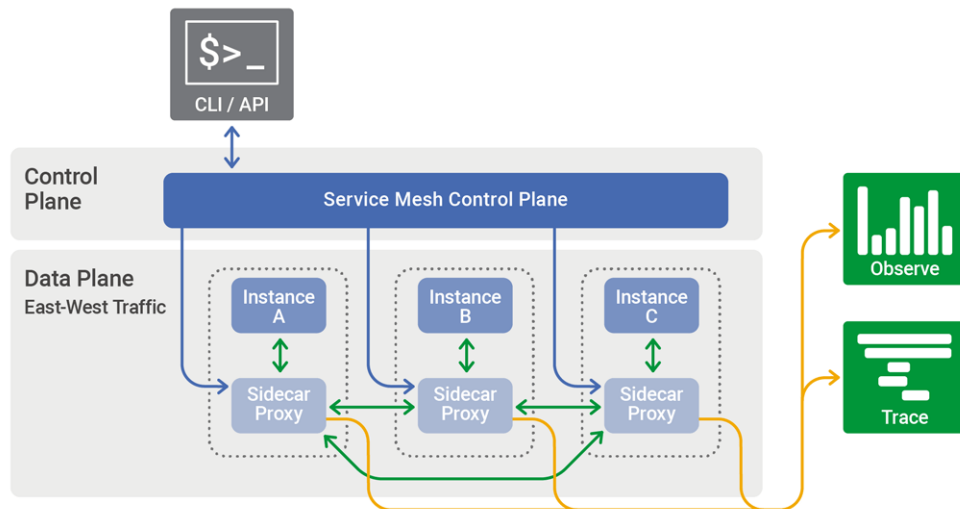 $>_
CLI / API
Control
Plane
Service Mesh Control Plane
Data Plane
East-West Traffic
Instance
A
Instance
B
Instance
C
Sidecar
Proxy
Sidecar
Proxy
Sidecar
Proxy
Observe
Trace